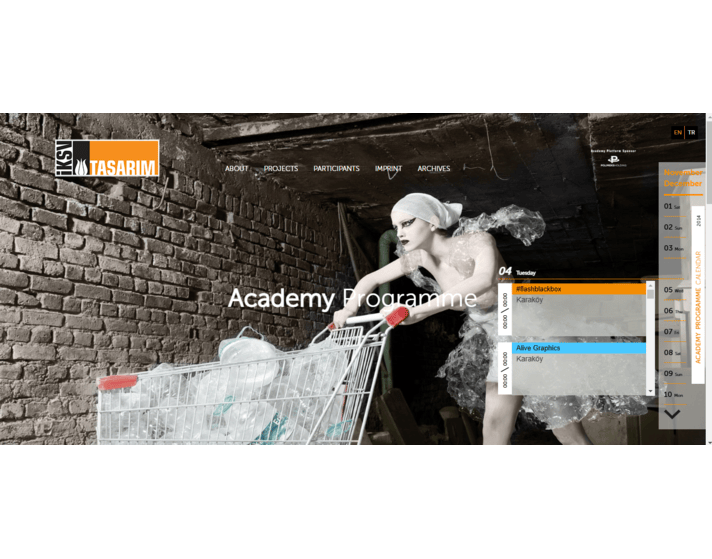 EN TR
Academy Platform Sponsor
İKSV
TASARIM
ABOUT PROJECTS PARTICIPANTS IMPRINT ARCHIVES
November
December
01 Sat
02 Sun
03 Mon
04 Tuesday
#flashblackbox
Karaköy
00:00 \ 00:00
Alive Graphics
Karaköy
00:00 \ 00:00
Academy Programme
05 Wed
06 Thu
07 Fri
08 Sat
09 Sun
10 Mon
ACADEMY PROGRAMME CALENDAR 2014